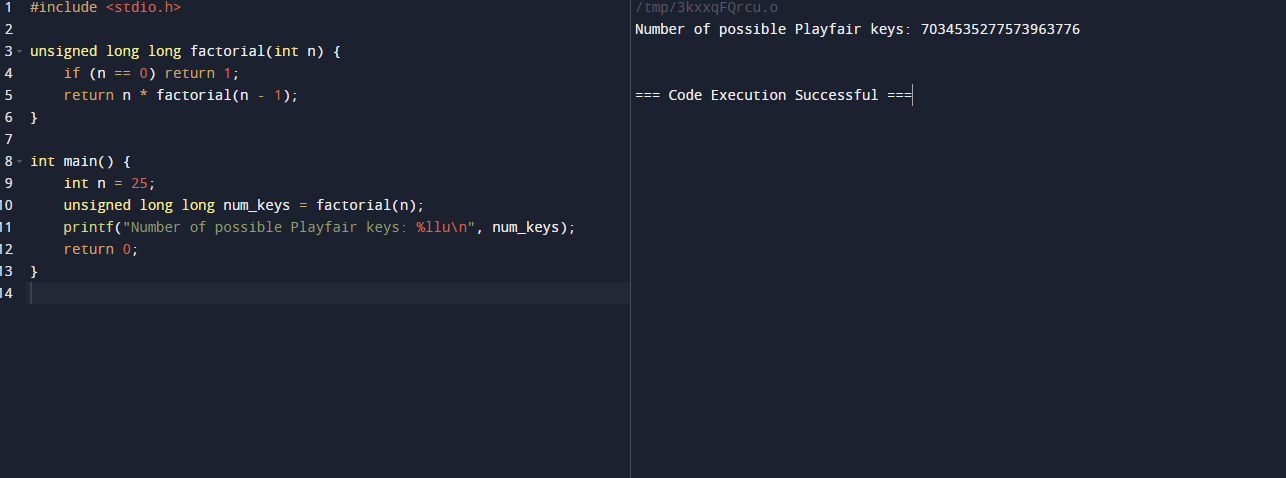 1 #include <stdio.h>
2
3 unsigned long long factorial(int n) {
4     if (n == 0) return 1;
5     return n * factorial(n - 1);
6 }
7
8 int main() {
9     int n = 25;
10     unsigned long long num_keys = factorial(n);
11     printf("Number of possible Playfair keys: %llu\n", num_keys);
12     return 0;
13 }
14
/tmp/3kxxqFQrcu.o
Number of possible Playfair keys: 7034535277573963776
=== Code Execution Successful ===